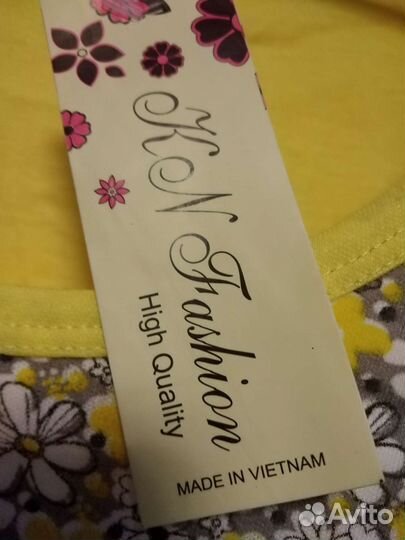 KN Fashion
High Quality
MADE IN VIETNAM
Avito